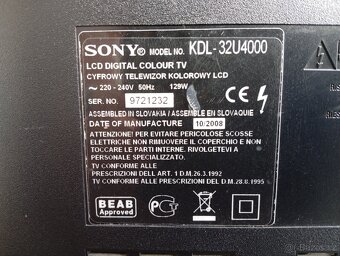 SONY® MODEL NO. KDL-32U4000
LCD DIGITAL COLOUR TV
CYFROWY TELEWIZOR KOLOROWY LCD
~ 220 - 240V 50Hz 129W
SER. NO. 9721232
ASSEMBLED IN SLOVAKIA / ASSEMBLE EN SLOVAQUIE
DATE OF MANUFACTURE 10/2008
ATTENZIONE! PER EVITARE PERICOLOSE SCOSSE
ELETTRICHE NON RIMUOVERE IL COPERCHIO E NON
TOCCARE L'INTERNO. RIVOLGETEVI A
PERSONALE SPECIALIZZATO.
TV CONFORME ALLE
PRESCRIZIONI DELL'ART. 1 D.M.26.3.1992
TV CONFORME ALLE PRESCRIZIONI DEL D.M.28.8.1995
BEAB
Approved